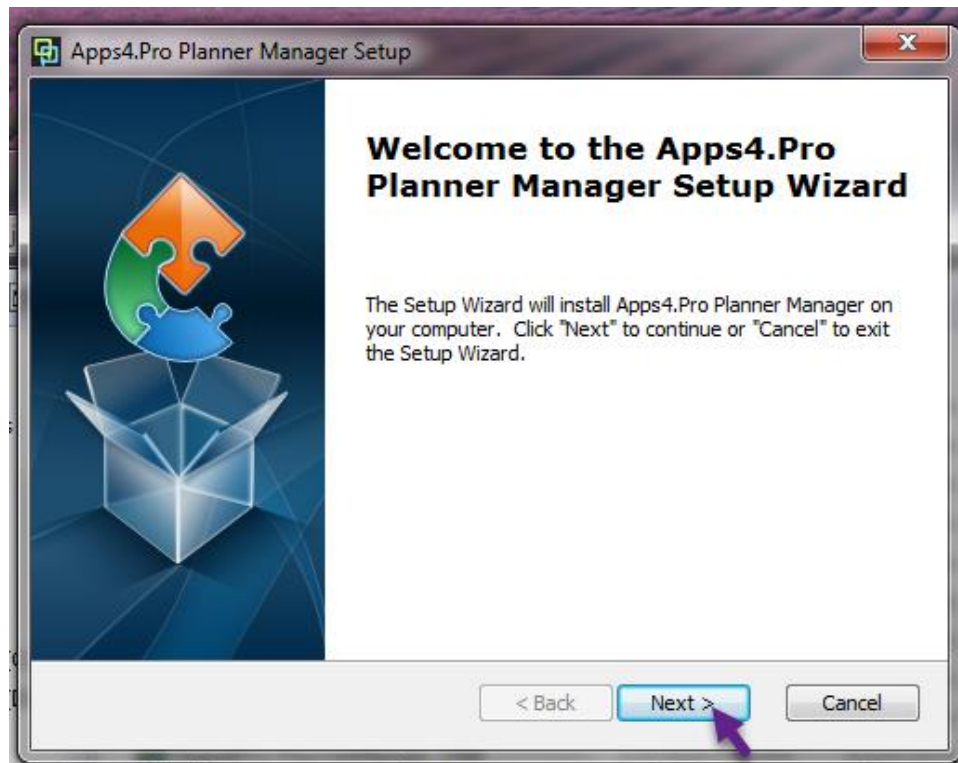 Apps4.Pro Planner Manager Setup
Welcome to the Apps4.Pro
Planner Manager Setup Wizard
The Setup Wizard will install Apps4.Pro Planner Manager on
your computer. Click "Next" to continue or "Cancel" to exit
the Setup Wizard.
< Back Next > Cancel